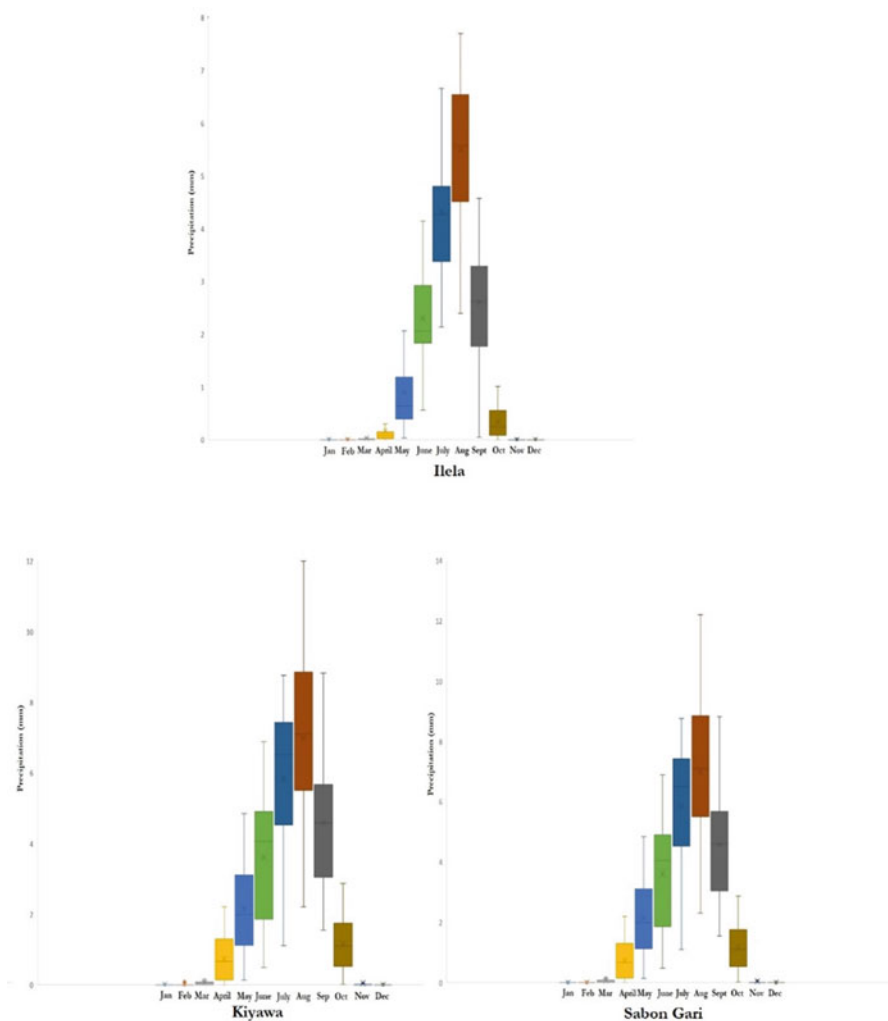 8
7
6
5
4
3
2
1
0
Percipitation (mm)
Jan Feb Mar April May June July Aug Sept Oct Nov Dec
Ilela
12
10
8
6
4
2
0
Precipitation (mm)
Jan Feb Mar April May June July Aug Sep Oct Nov Dec
Kiyawa
14
12
10
8
6
4
2
0
Precipitation (mm)
Jan Feb Mar April May June July Aug Sep Oct Nov Dec
Sabon Gari